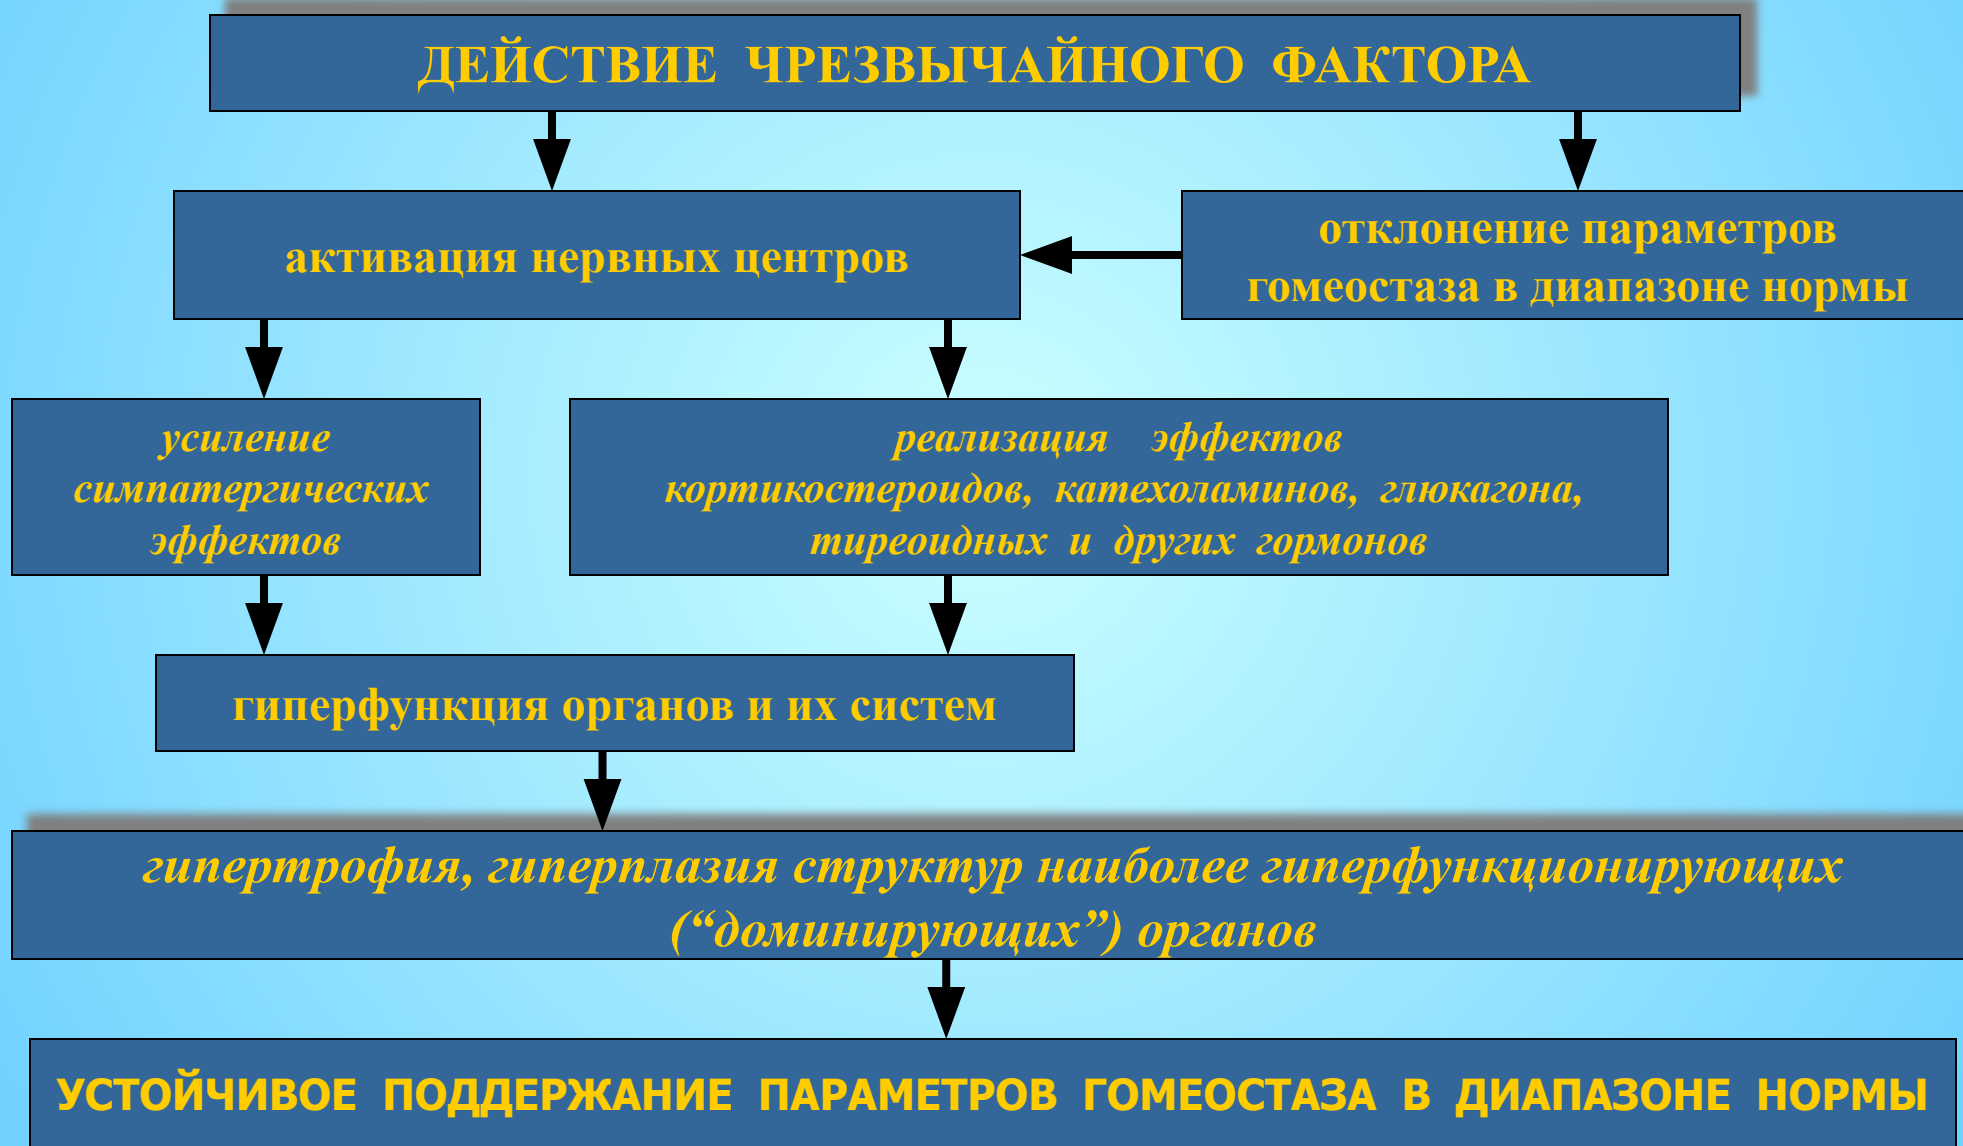 ДЕЙСТВИЕ ЧРЕЗВЫЧАЙНОГО ФАКТОРА
активация нервных центров
отклонение параметров
гомеостаза в диапазоне нормы
усиление
симпатергических
эффектов
реализация эффектов
кортикостероидов, катехоламинов, глюкагона,
тиреоидных и других гормонов
гиперфункция органов и их систем
гипертрофия, гиперплазия структур наиболее гиперфункционирующих
(“доминирующих”) органов
УСТОЙЧИВОЕ ПОДДЕРЖАНИЕ ПАРАМЕТРОВ ГОМЕОСТАЗА В ДИАПАЗОНЕ НОРМЫ